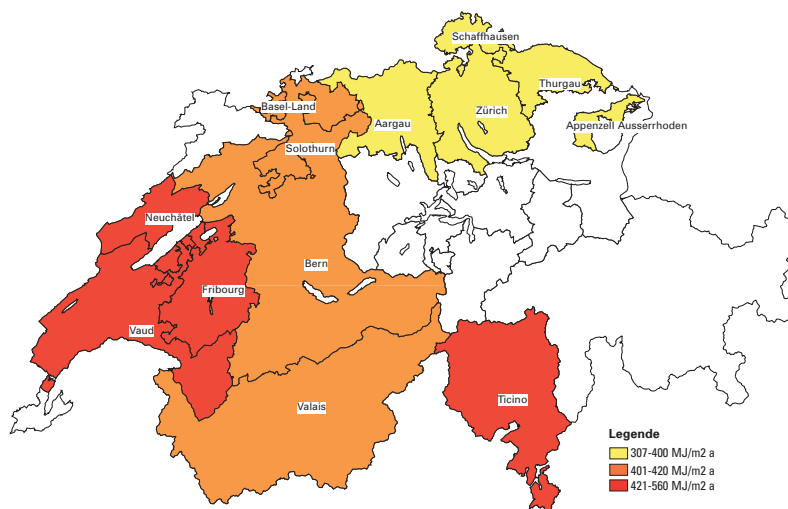 Schaffhausen
Thurgau
Basel-Land
Zürich
Aargau
Appenzell Ausserrhoden
Solothurn
Neuchâtel
Bern
Fribourg
Vaud
Ticino
Valais
Legende
307-400 MJ/m2 a
401-420 MJ/m2 a
421-560 MJ/m2 a